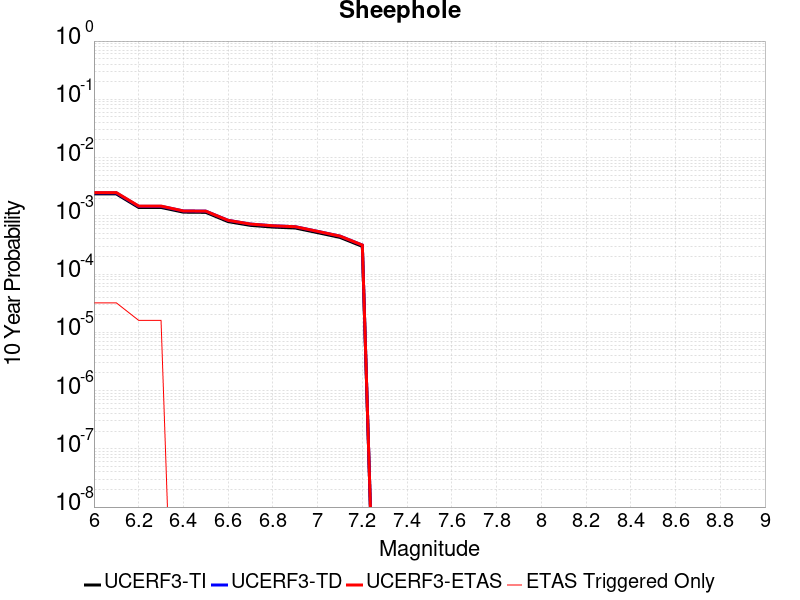 Sheephole
10 Year Probability
10^0
10^-1
10^-2
10^-3
10^-4
10^-5
10^-6
10^-7
10^-8
6 6.2 6.4 6.6 6.8 7 7.2 7.4 7.6 7.8 8 8.2 8.4 8.6 8.8 9
Magnitude
UCERF3-TI UCERF3-TD UCERF3-ETAS ETAS Triggered Only